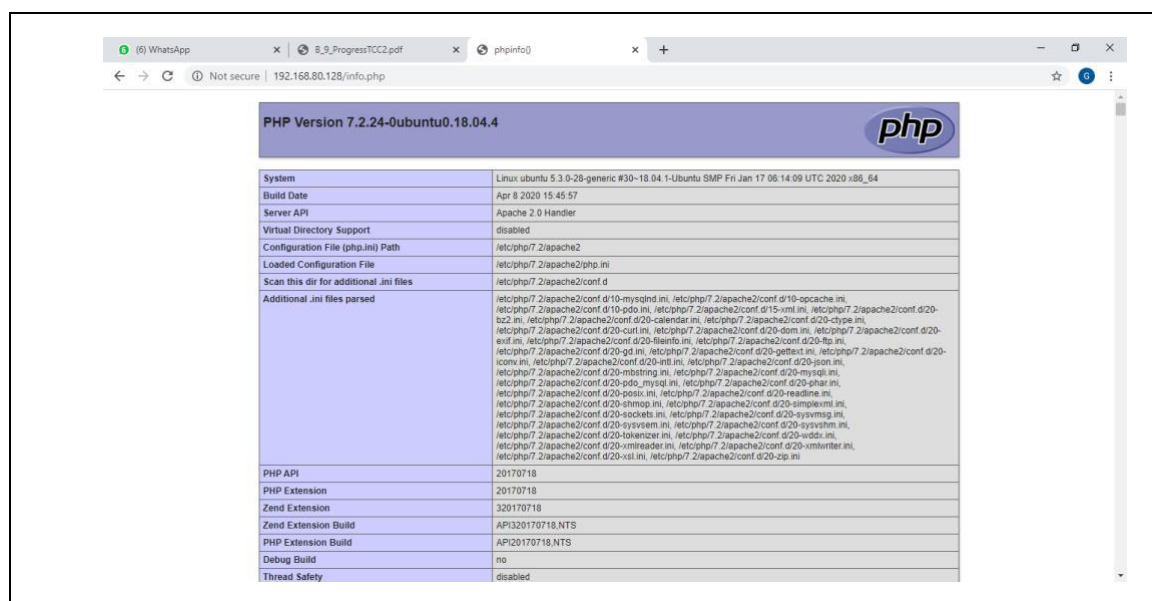 (6) WhatsApp
8_9_ProgressTCC2.pdf
phpinfo()
Not secure | 192.168.80.128/info.php
G
PHP Version 7.2.24-0ubuntu0.18.04.4
php
System Linux ubuntu 5.3.0-28-generic #30~18.04.1-Ubuntu SMP Fri Jan 17 06:14:09 UTC 2020 x86_64
Build Date Apr 8 2020 15:45:57
Server API Apache 2.0 Handler
Virtual Directory Support disabled
Configuration File (php.ini) Path /etc/php/7.2/apache2
Loaded Configuration File /etc/php/7.2/apache2/php.ini
Scan this dir for additional .ini files /etc/php/7.2/apache2/conf.d
Additional .ini files parsed /etc/php/7.2/apache2/conf.d/10-mysqlnd.ini, /etc/php/7.2/apache2/conf.d/10-opcache.ini,
/etc/php/7.2/apache2/conf.d/10-pdo.ini, /etc/php/7.2/apache2/conf.d/15-xml.ini, /etc/php/7.2/apache2/conf.d/20-
bz2.ini, /etc/php/7.2/apache2/conf.d/20-calendar.ini, /etc/php/7.2/apache2/conf.d/20-ctype.ini,
/etc/php/7.2/apache2/conf.d/20-curl.ini, /etc/php/7.2/apache2/conf.d/20-dom.ini, /etc/php/7.2/apache2/conf.d/20-
exif.ini, /etc/php/7.2/apache2/conf.d/20-fileinfo.ini, /etc/php/7.2/apache2/conf.d/20-ftp.ini,
/etc/php/7.2/apache2/conf.d/20-gd.ini, /etc/php/7.2/apache2/conf.d/20-gettext.ini, /etc/php/7.2/apache2/conf.d/20-
iconv.ini, /etc/php/7.2/apache2/conf.d/20-intl.ini, /etc/php/7.2/apache2/conf.d/20-json.ini,
/etc/php/7.2/apache2/conf.d/20-mbstring.ini, /etc/php/7.2/apache2/conf.d/20-mysqli.ini,
/etc/php/7.2/apache2/conf.d/20-pdo_mysql.ini, /etc/php/7.2/apache2/conf.d/20-phar.ini,
/etc/php/7.2/apache2/conf.d/20-posix.ini, /etc/php/7.2/apache2/conf.d/20-readline.ini,
/etc/php/7.2/apache2/conf.d/20-shmop.ini, /etc/php/7.2/apache2/conf.d/20-simplexml.ini,
/etc/php/7.2/apache2/conf.d/20-sockets.ini, /etc/php/7.2/apache2/conf.d/20-sysvmsg.ini,
/etc/php/7.2/apache2/conf.d/20-sysvsem.ini, /etc/php/7.2/apache2/conf.d/20-sysvshm.ini,
/etc/php/7.2/apache2/conf.d/20-tokenizer.ini, /etc/php/7.2/apache2/conf.d/20-wddx.ini,
/etc/php/7.2/apache2/conf.d/20-xmlreader.ini, /etc/php/7.2/apache2/conf.d/20-xmlwriter.ini,
/etc/php/7.2/apache2/conf.d/20-xsl.ini, /etc/php/7.2/apache2/conf.d/20-zip.ini
PHP API 20170718
PHP Extension 20170718
Zend Extension 320170718
Zend Extension Build API320170718,NTS
PHP Extension Build API20170718,NTS
Debug Build no
Thread Safety disabled